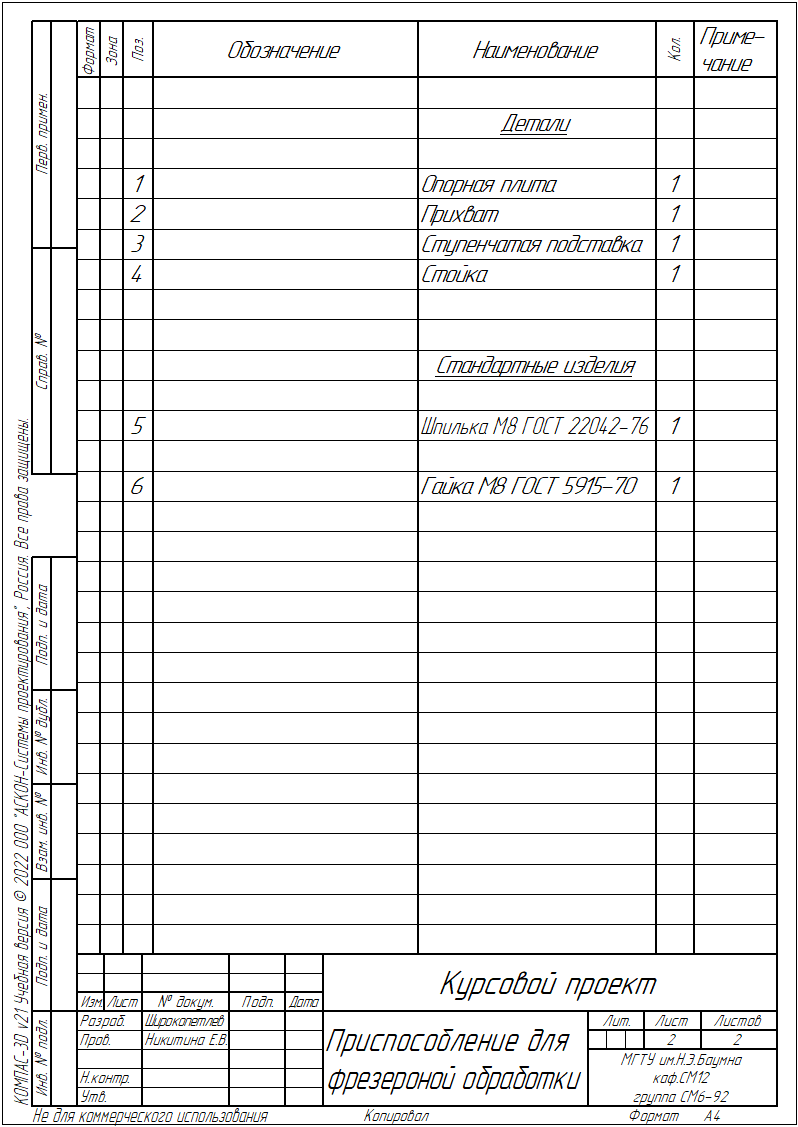 Формат
Зона
Поз.
Обозначение
Наименование
Кол.
Приме-
чание
Детали
1 Опорная плита 1
2 Прихват 1
3 Ступенчатая подставка 1
4 Стойка 1
Стандартные изделия
5 Шпилька М8 ГОСТ 22042-76 1
6 Гайка М8 ГОСТ 5915-70 1
Перв. примен.
Справ. №
Подп. и дата
Инв. № дубл.
Взам. инв. №
Подп. и дата
Инв. № подл.
КОМПАС-3D v21 Учебная версия © 2022 ООО "АСКОН-Системы проектирования", Россия. Все права защищены.
Курсовой проект
Изм. Лист № докум. Подп. Дата
Разраб. Широкопетлев
Пров. Никитина Е.В.
Н.контр.
Утв.
Приспособление для
фрезероной обработки
Лит. Лист Листов
2 2
МГТУ им.Н.Э.Баумна
каф.СМ12
группа СМ6-92
Не для коммерческого использования Копировал Формат А4